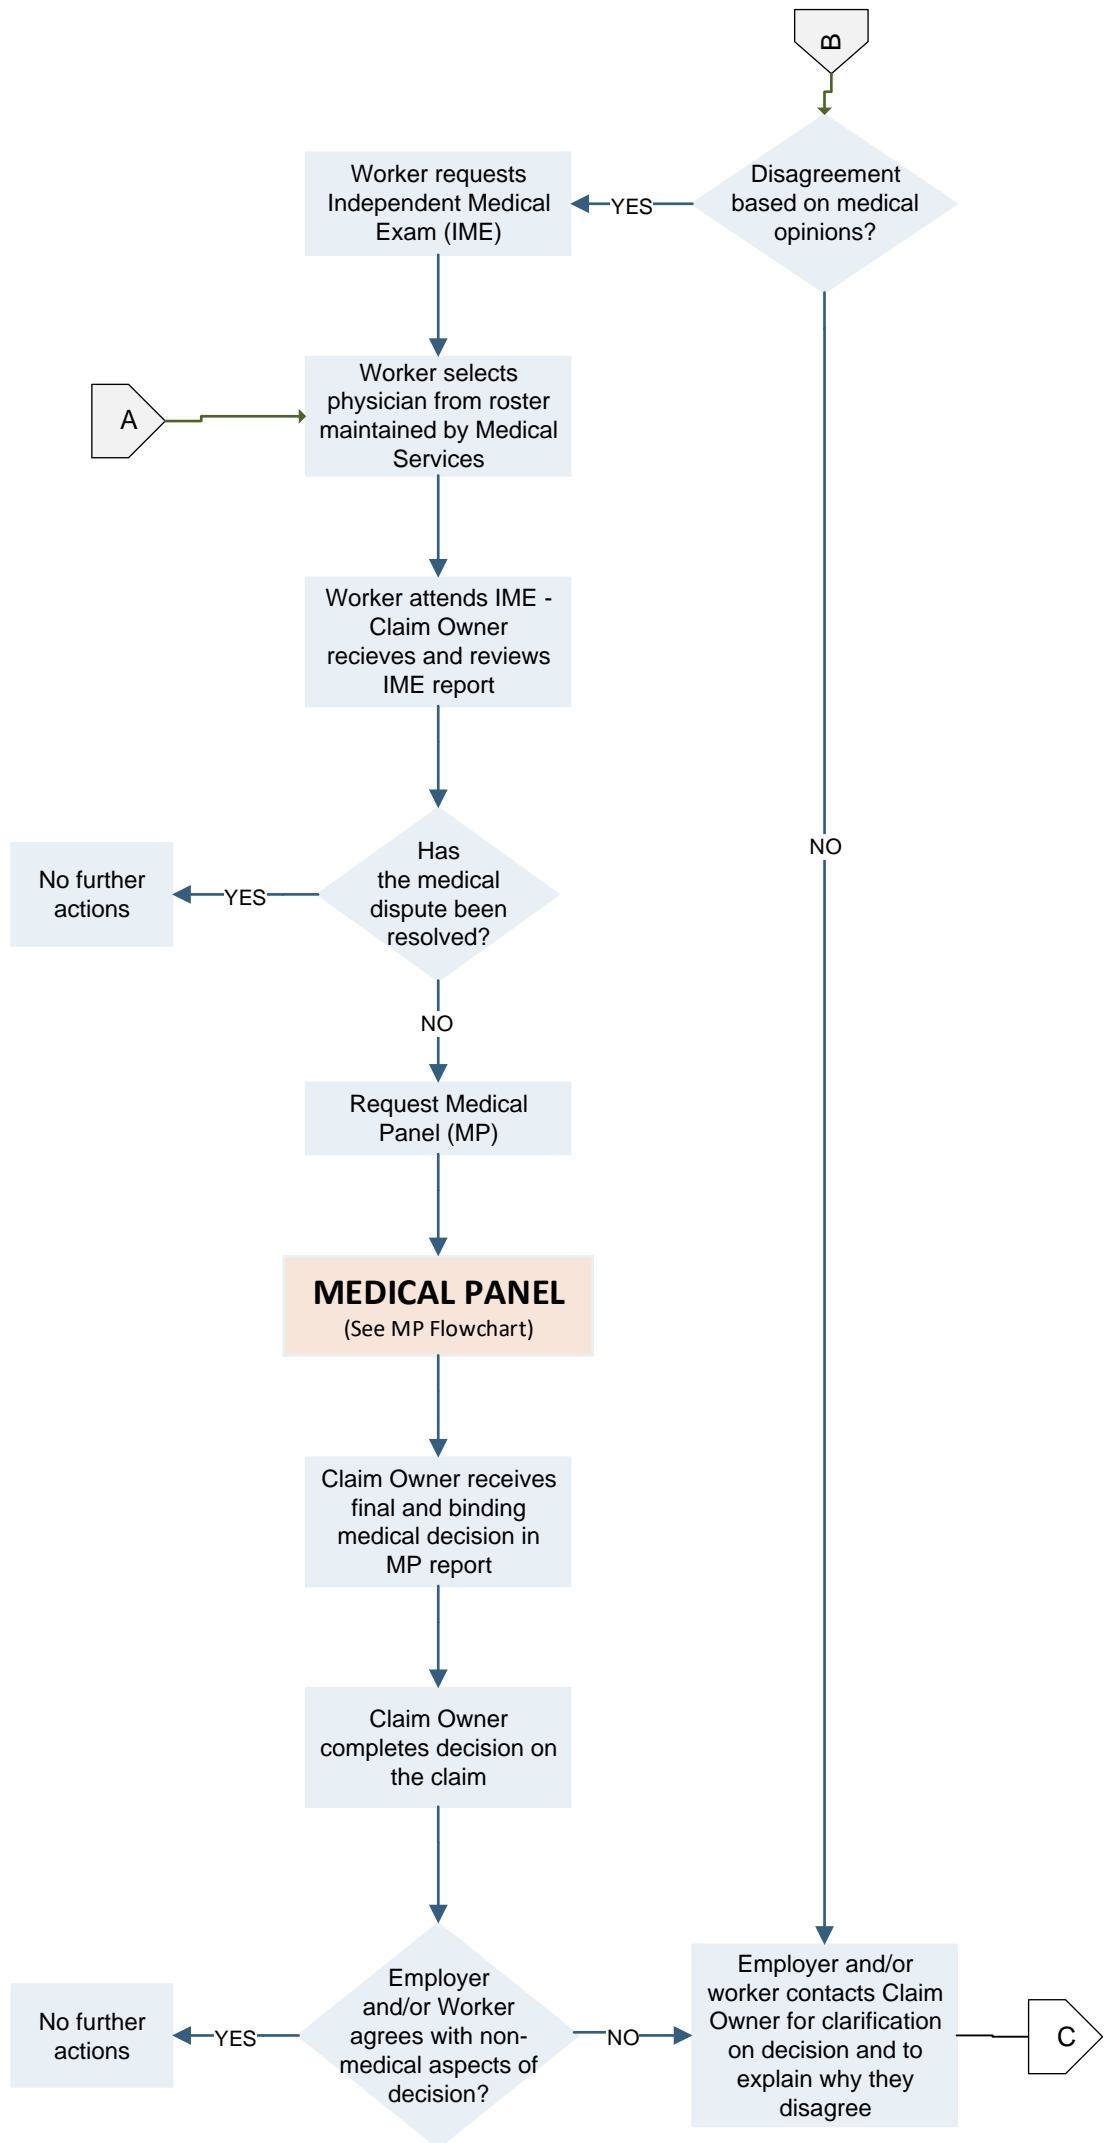 B
Disagreement
based on medical
opinions?
YES
Worker requests
Independent Medical
Exam (IME)
A
Worker selects
physician from roster
maintained by Medical
Services
Worker attends IME -
Claim Owner
recieves and reviews
IME report
NO
Has
the medical
dispute been
resolved?
YES
No further
actions
NO
Request Medical
Panel (MP)
MEDICAL PANEL
(See MP Flowchart)
Claim Owner receives
final and binding
medical decision in
MP report
Claim Owner
completes decision on
the claim
Employer
and/or Worker
agrees with non-
medical aspects of
decision?
YES
No further
actions
NO
Employer and/or
worker contacts Claim
Owner for clarification
on decision and to
explain why they
disagree
C